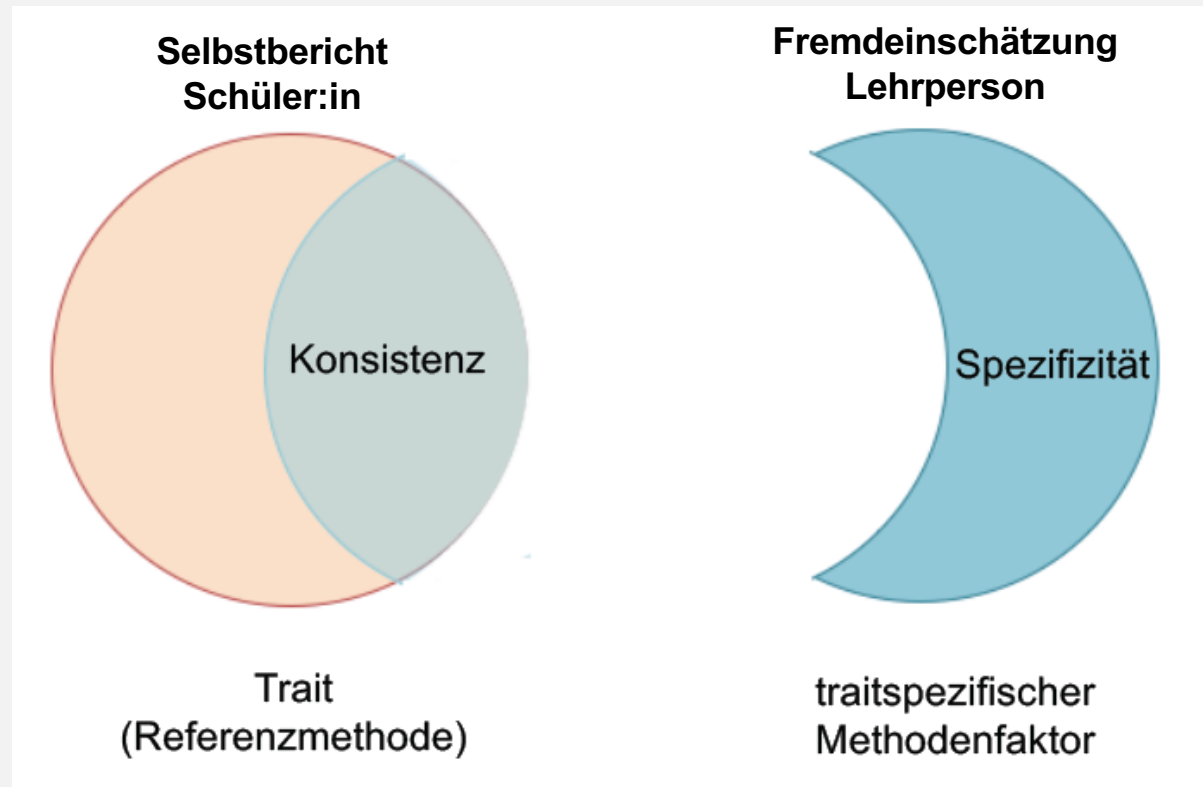 Selbstbericht
Schüler:in
Fremdeinschätzung
Lehrperson
Konsistenz
Spezifizität
Trait
(Referenzmethode)
traitspezifischer
Methodenfaktor